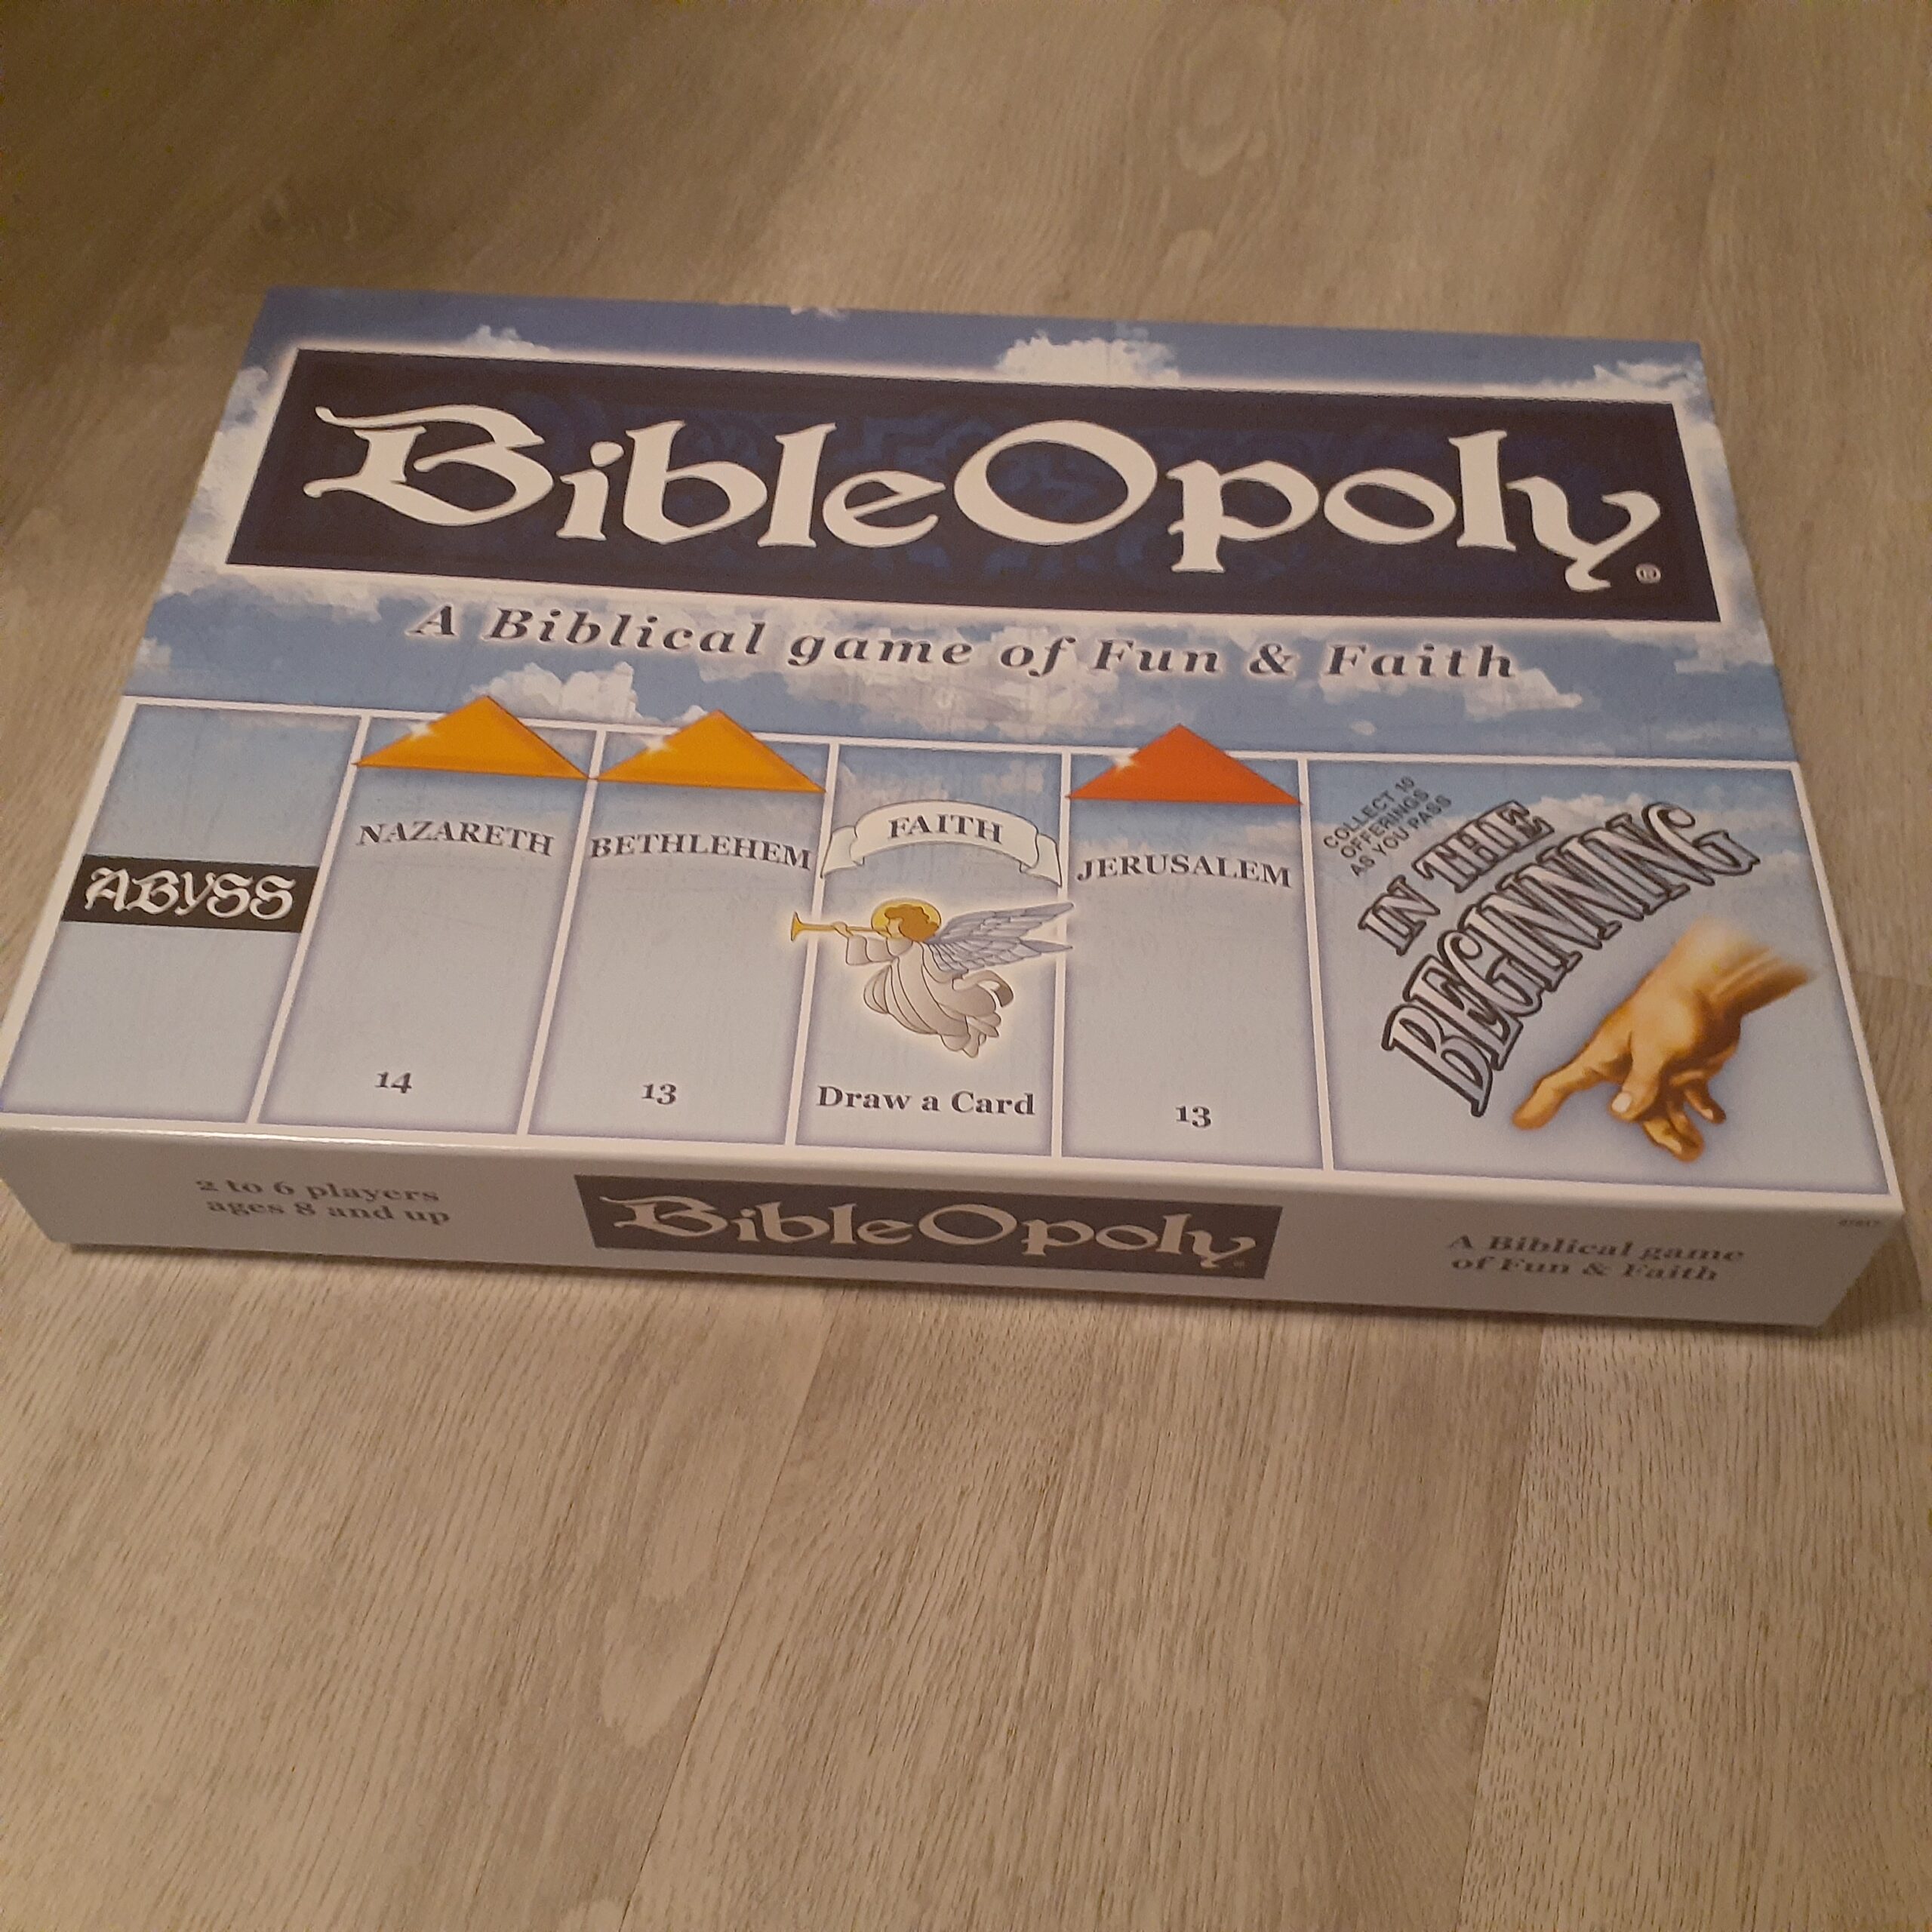 BibleOpoly®
A Biblical game of Fun & Faith
ABYSS
NAZARETH
14
BETHLEHEM
13
FAITH
Draw a Card
JERUSALEM
13
COLLECT 10
OFFERINGS
AS YOU PASS
IN THE
BEGINNING
2 to 6 players
ages 8 and up
BibleOpoly
A Biblical game
of Fun & Faith